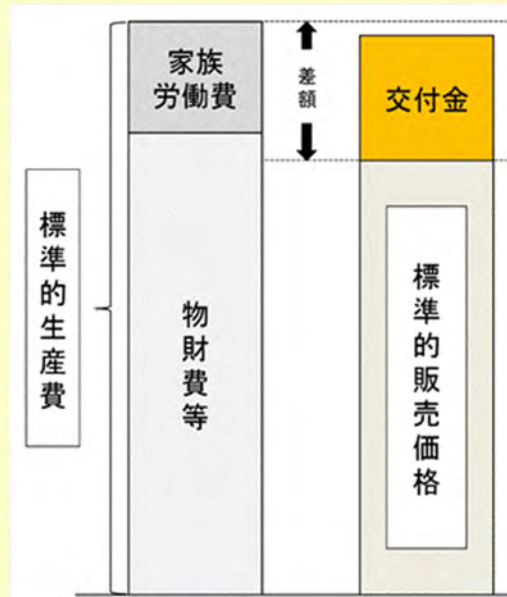 標準的生産費
家族
労働費
物財費等
差額
交付金
標準的販売価格